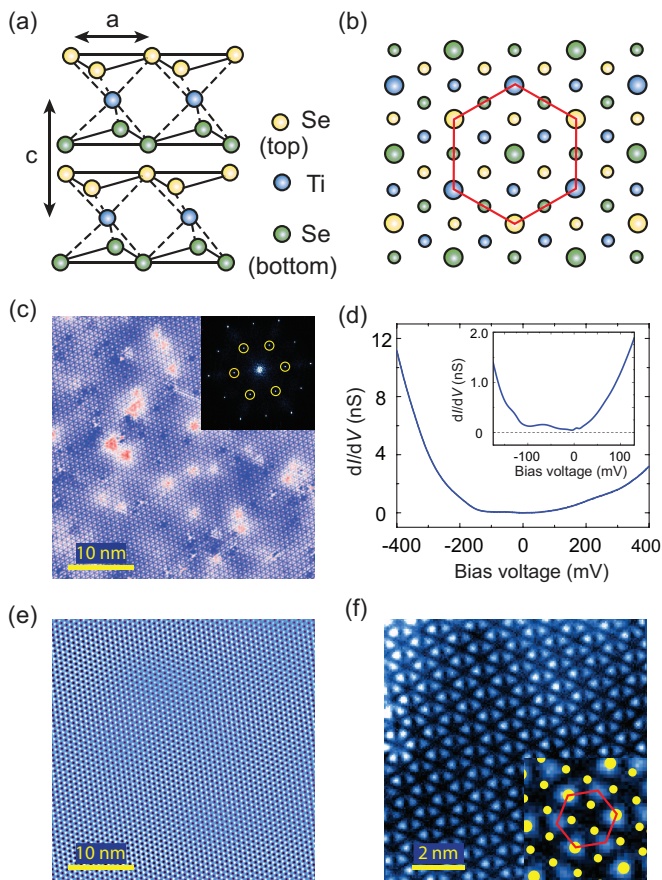 (a)
a
c
Se
(top)
Ti
Se
(bottom)
(b)
(c)
10 nm
(d)
12
8
4
0
dI/dV (nS)
-400
-200
0
200
400
Bias voltage (mV)
2.0
1.0
0
dI/dV (nS)
-100
0
100
Bias voltage (mV)
(e)
10 nm
(f)
2 nm